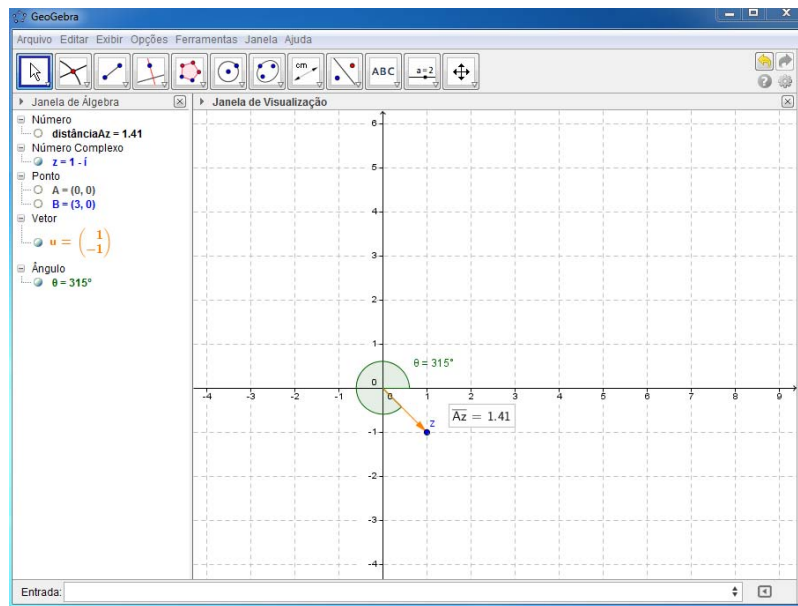 GeoGebra
Arquivo Editar Exibir Opções Ferramentas Janela Ajuda
cm
ABC
a=2
Janela de Álgebra
Janela de Visualização
Número
distânciaAz = 1.41
Número Complexo
z = 1 - í
Ponto
A = (0, 0)
B = (3, 0)
Vetor
u = ( 1
-1 )
Ângulo
θ = 315°
6
5
4
3
2
1
θ = 315°
0
-4 -3 -2 -1 0 1 2 3 4 5 6 7 8 9
Az = 1.41
z
-1
-2
-3
-4
Entrada: